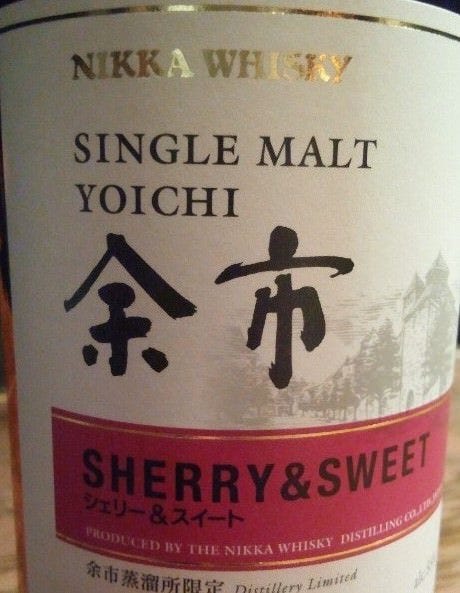 NIKKA WHISKY
SINGLE MALT
YOICHI
余市
SHERRY&SWEET
シェリー&スイート
PRODUCED BY THE NIKKA WHISKY DISTILLING CO.,LTD.
余市蒸溜所限定 Distillery Limited